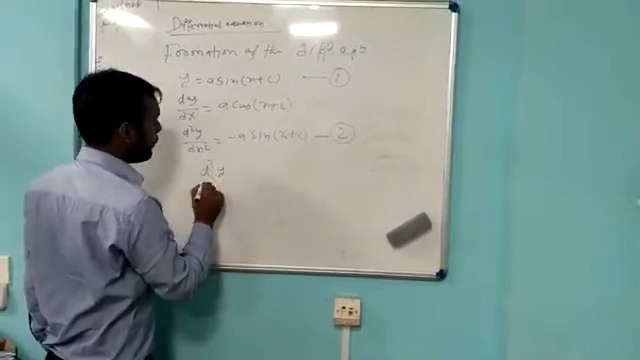 Differential equation
Formation of the diff. eqn
y = a sin(x+c) — 1
dy/dx = a cos(x+c)
d²y/dx² = -a sin(x+c) — 2
d²y